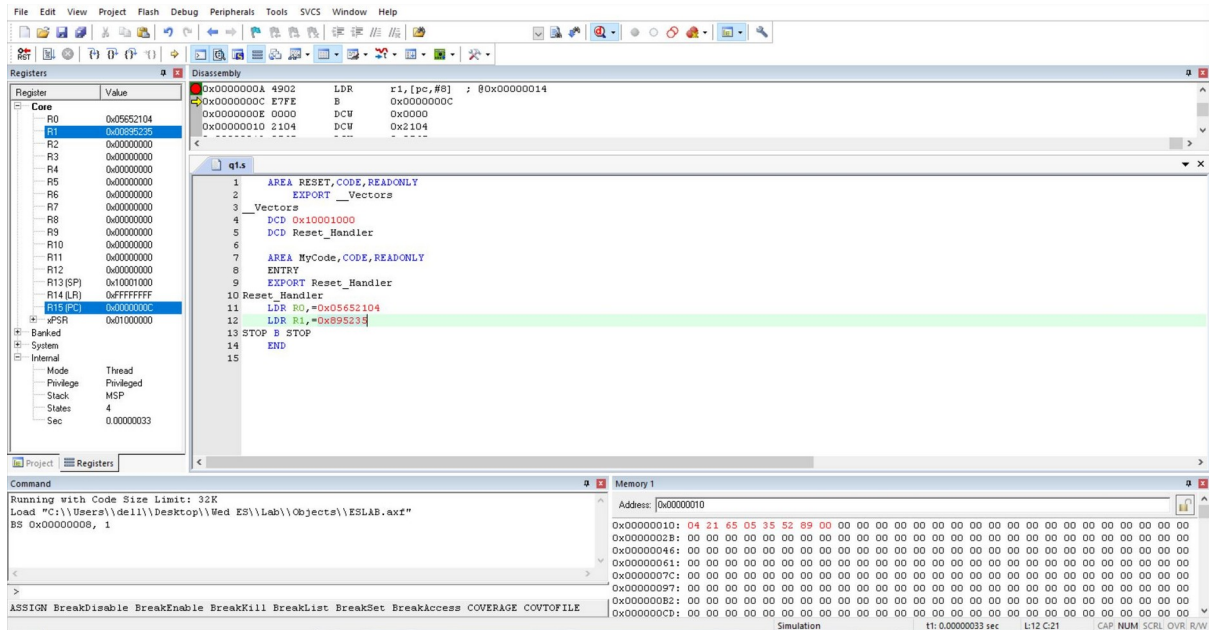 File Edit View Project Flash Debug Peripherals Tools SVCS Window Help
RST
Registers
Register Value
Core
R0 0x05652104
R1 0x00895235
R2 0x00000000
R3 0x00000000
R4 0x00000000
R5 0x00000000
R6 0x00000000
R7 0x00000000
R8 0x00000000
R9 0x00000000
R10 0x00000000
R11 0x00000000
R12 0x00000000
R13 (SP) 0x10001000
R14 (LR) 0xFFFFFFFF
R15 (PC) 0x0000000C
xPSR 0x01000000
Banked
System
Internal
Mode Thread
Privilege Privileged
Stack MSP
States 4
Sec 0.00000033
Project Registers
Disassembly
0x0000000A 4902 LDR r1,[pc,#8] ; @0x00000014
0x0000000C E7FE B 0x0000000C
0x0000000E 0000 DCW 0x0000
0x00000010 2104 DCW 0x2104
q1.s
1 AREA RESET,CODE,READONLY
2 EXPORT __Vectors
3 __Vectors
4 DCD 0x10001000
5 DCD Reset_Handler
6
7 AREA MyCode,CODE,READONLY
8 ENTRY
9 EXPORT Reset_Handler
10 Reset_Handler
11 LDR R0,=0x05652104
12 LDR R1,=0x895235
13 STOP B STOP
14 END
15
Command
Running with Code Size Limit: 32K
Load "C:\\Users\\dell\\Desktop\\Wed ES\\Lab\\Objects\\ESLAB.axf"
BS 0x00000008, 1
>
ASSIGN BreakDisable BreakEnable BreakKill BreakList BreakSet BreakAccess COVERAGE COVTOFILE
Memory 1
Address: 0x00000010
0x00000010: 04 21 65 05 35 52 89 00 00 00 00 00 00 00 00 00 00 00 00 00 00 00 00 00 00 00 00
0x0000002B: 00 00 00 00 00 00 00 00 00 00 00 00 00 00 00 00 00 00 00 00 00 00 00 00 00 00 00
0x00000046: 00 00 00 00 00 00 00 00 00 00 00 00 00 00 00 00 00 00 00 00 00 00 00 00 00 00 00
0x00000061: 00 00 00 00 00 00 00 00 00 00 00 00 00 00 00 00 00 00 00 00 00 00 00 00 00 00 00
0x0000007C: 00 00 00 00 00 00 00 00 00 00 00 00 00 00 00 00 00 00 00 00 00 00 00 00 00 00 00
0x00000097: 00 00 00 00 00 00 00 00 00 00 00 00 00 00 00 00 00 00 00 00 00 00 00 00 00 00 00
0x000000B2: 00 00 00 00 00 00 00 00 00 00 00 00 00 00 00 00 00 00 00 00 00 00 00 00 00 00 00
0x000000CD: 00 00 00 00 00 00 00 00 00 00 00 00 00 00 00 00 00 00 00 00 00 00 00 00 00 00 00
Simulation t1: 0.00000033 sec L:12 C:21 CAP NUM SCRL OVR R/W